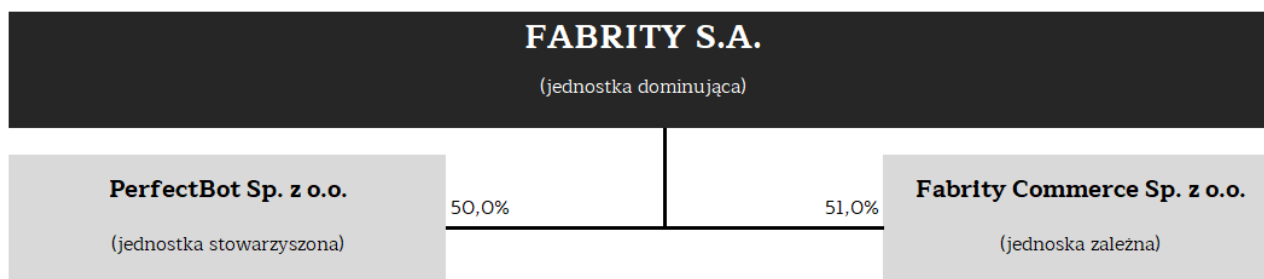 FABRITY S.A.
(jednostka dominująca)
PerfectBot Sp. z o.o.
(jednostka stowarzyszona)
50,0%
51,0%
Fabrity Commerce Sp. z o.o.
(jednoska zależna)